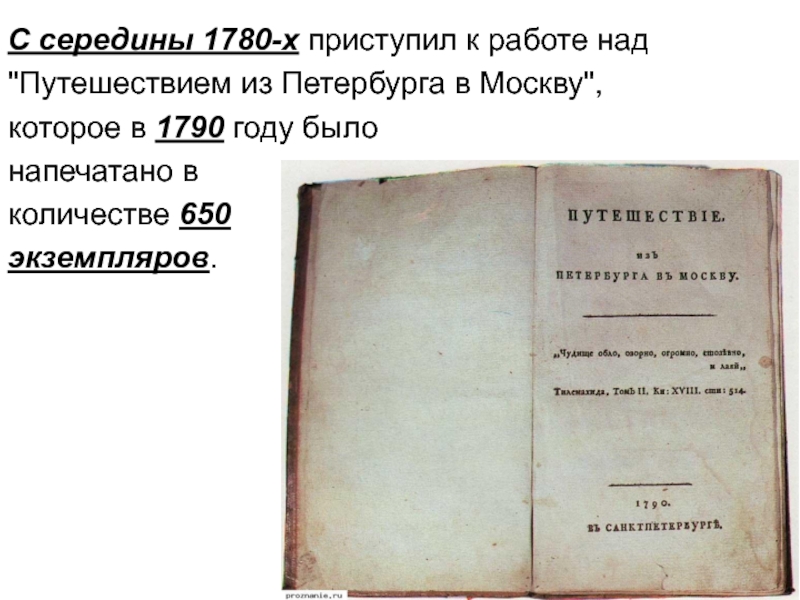 С середины 1780-х приступил к работе над
"Путешествием из Петербурга в Москву",
которое в 1790 году было
напечатано в
количестве 650
экземпляров.
ПУТЕШЕСТВІЕ.
изЪ
ПЕТЕРБУРГА ВЪ МОСКВУ.
„Чудище обло, озорно, огромно, стозѣвно,
и лаяй„
Тилемахида, ТомЪ II. Кн: XVIII. сти: 514.
1790.
ВЪ САНКТПЕТЕРБУРГѢ.
proznanie.ru